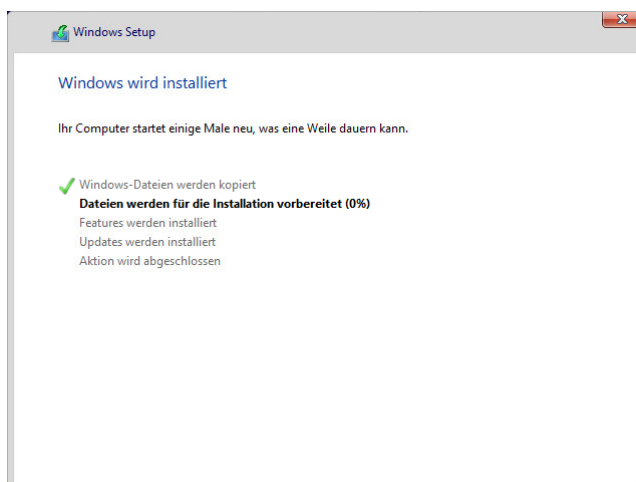 Windows Setup
Windows wird installiert
Ihr Computer startet einige Male neu, was eine Weile dauern kann.
Windows-Dateien werden kopiert
Dateien werden für die Installation vorbereitet (0%)
Features werden installiert
Updates werden installiert
Aktion wird abgeschlossen